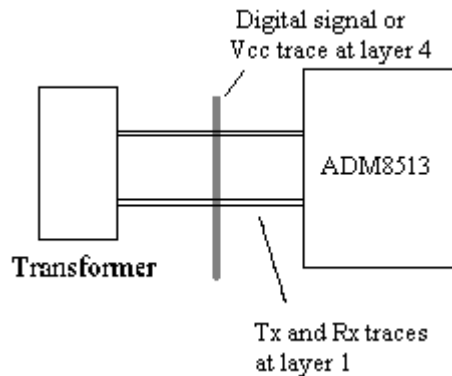 Digital signal or
Vcc trace at layer 4
ADM8513
Transformer
Tx and Rx traces
at layer 1